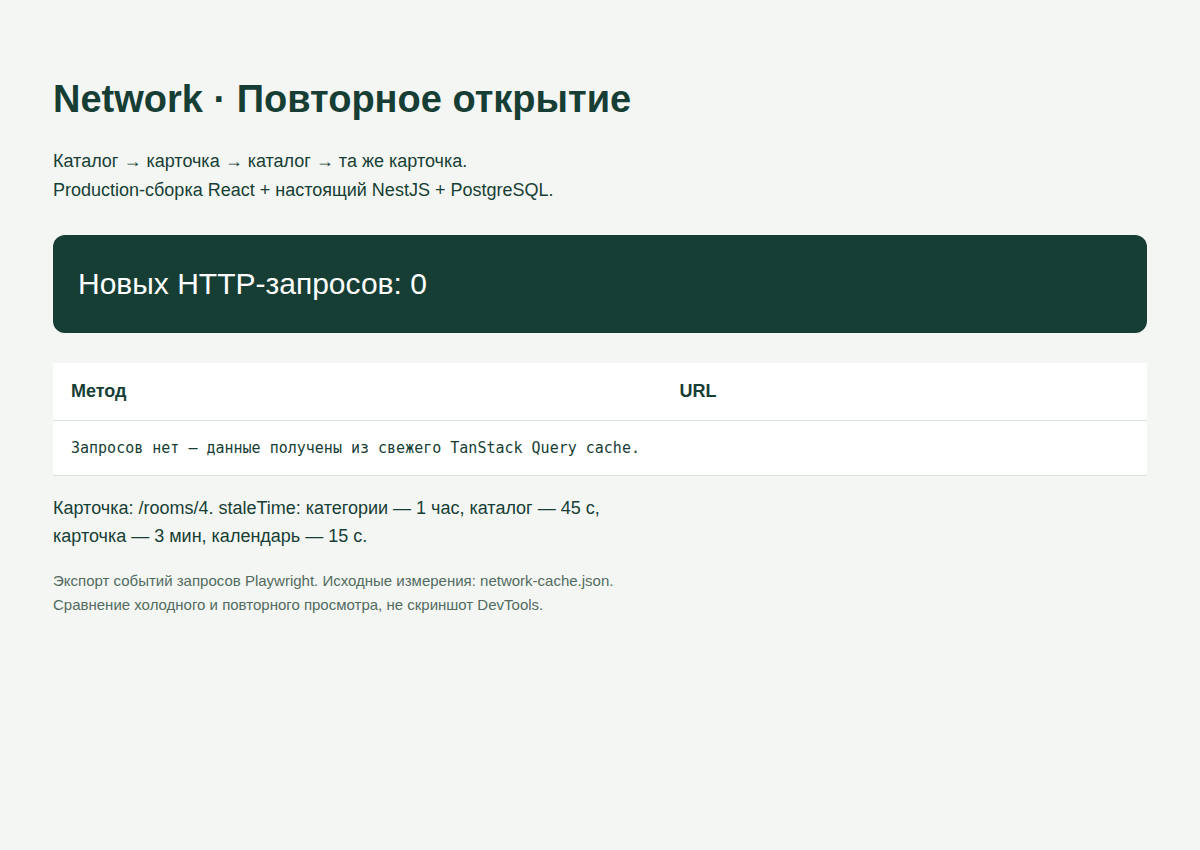 Network · Повторное открытие
Каталог → карточка → каталог → та же карточка.
Production-сборка React + настоящий NestJS + PostgreSQL.
Новых HTTP-запросов: 0
Метод URL
Запросов нет — данные получены из свежего TanStack Query cache.
Карточка: /rooms/4. staleTime: категории — 1 час, каталог — 45 с,
карточка — 3 мин, календарь — 15 с.
Экспорт событий запросов Playwright. Исходные измерения: network-cache.json.
Сравнение холодного и повторного просмотра, не скриншот DevTools.